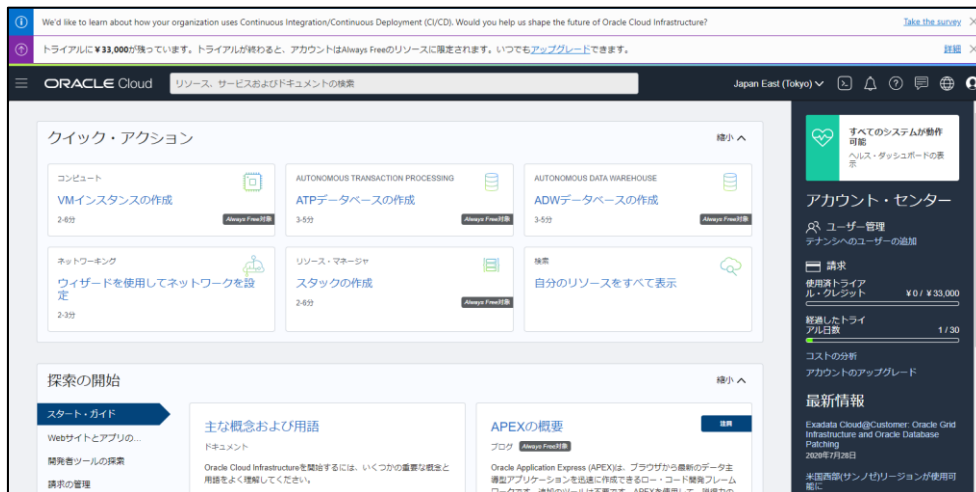 We'd like to learn about how your organization uses Continuous Integration/Continuous Deployment (CI/CD). Would you help us shape the future of Oracle Cloud Infrastructure?
Take the survey
トライアルに¥33,000が残っています。トライアルが終わると、アカウントはAlways Freeのリソースに限定されます。いつでもアップグレードできます。
詳細
ORACLE Cloud
リソース、サービスおよびドキュメントの検索
Japan East (Tokyo)
クイック・アクション
縮小
コンピュート
VMインスタンスの作成
2-6分
Always Free対象
AUTONOMOUS TRANSACTION PROCESSING
ATPデータベースの作成
3-5分
Always Free対象
AUTONOMOUS DATA WAREHOUSE
ADWデータベースの作成
3-5分
Always Free対象
ネットワーキング
ウィザードを使用してネットワークを設
定
2-3分
リソース・マネージャ
スタックの作成
2-6分
Always Free対象
検索
自分のリソースをすべて表示
探索の開始
縮小
スタート・ガイド
Webサイトとアプリの...
開発者ツールの探索
請求の管理
主な概念および用語
ドキュメント
Oracle Cloud Infrastructureを開始するには、いくつかの重要な概念と
用語をよく理解してください。
APEXの概要
ブログ
Always Free対象
Oracle Application Express (APEX)は、ブラウザから最新のデータ主
導型アプリケーションを迅速に作成できるロー・コード開発フレーム
すべてのシステムが動作
可能
ヘルス・ダッシュボードの表
示
アカウント・センター
ユーザー管理
テナンシへのユーザーの追加
請求
使用済トライア
ル・クレジット
¥0 / ¥33,000
経過したトライ
アル日数
1 / 30
コストの分析
アカウントのアップグレード
最新情報
Exadata Cloud@Customer: Oracle Grid
Infrastructure and Oracle Database
Patching
2020年7月28日
米国西部(サンノゼ)リージョンが使用可
能に